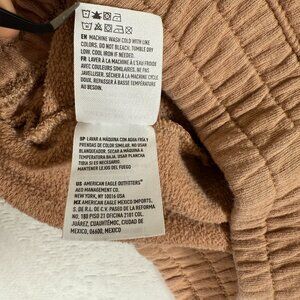 EN MACHINE WASH COLD WITH LIKE
COLORS. DO NOT BLEACH, TUMBLE DRY
LOW, COOL IRON IF NEEDED.
FR LAVER À LA MACHINE À L'EAU FROIDE
AVEC COULEURS SIMILAIRES. NE PAS
JAVELLISER. SÉCHER À LA MACHINE CYCLE
DOUX. REPASSER À BASSE TEMPÉRATURE
AU BESOIN.
SP LAVAR A MÁQUINA CON AGUA FRÍA Y
PRENDAS DE COLOR SIMILAR. NO USAR
BLANQUEADOR. SECAR A MÁQUINA A
TEMPERATURA BAJA. USAR PLANCHA
TIBIA SI ES NECESARIO.
MANTENER LEJOS DEL FUEGO
US AMERICAN EAGLE OUTFITTERS®
AEO MANAGEMENT CO.
NEW YORK, NY 10016 USA
MX AMERICAN EAGLE MEXICO IMPORTS,
S. DE R.L. DE C.V. PASEO DE LA REFORMA
NO. 180 PISO 21 OFICINA 2101 COL.
JUÁREZ, CUAUHTÉMOC, CIUDAD DE
MÉXICO, 06600, MEXICO